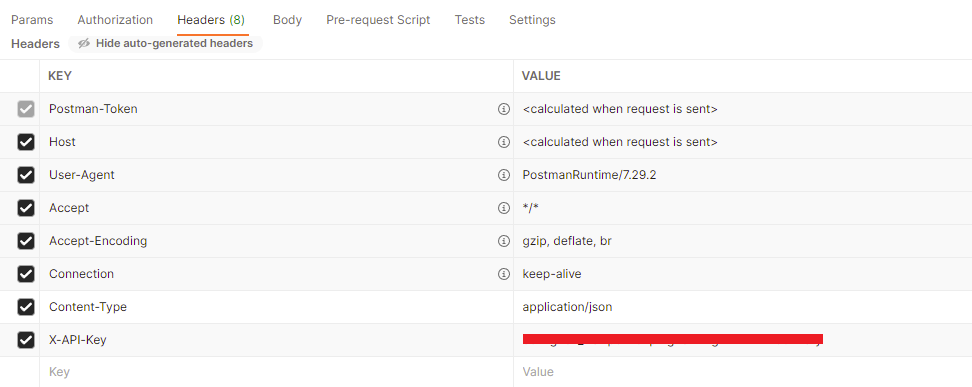 Params Authorization Headers (8) Body Pre-request Script Tests Settings
Headers Hide auto-generated headers
KEY VALUE
Postman-Token <calculated when request is sent>
Host <calculated when request is sent>
User-Agent PostmanRuntime/7.29.2
Accept */*
Accept-Encoding gzip, deflate, br
Connection keep-alive
Content-Type application/json
X-API-Key
Key Value